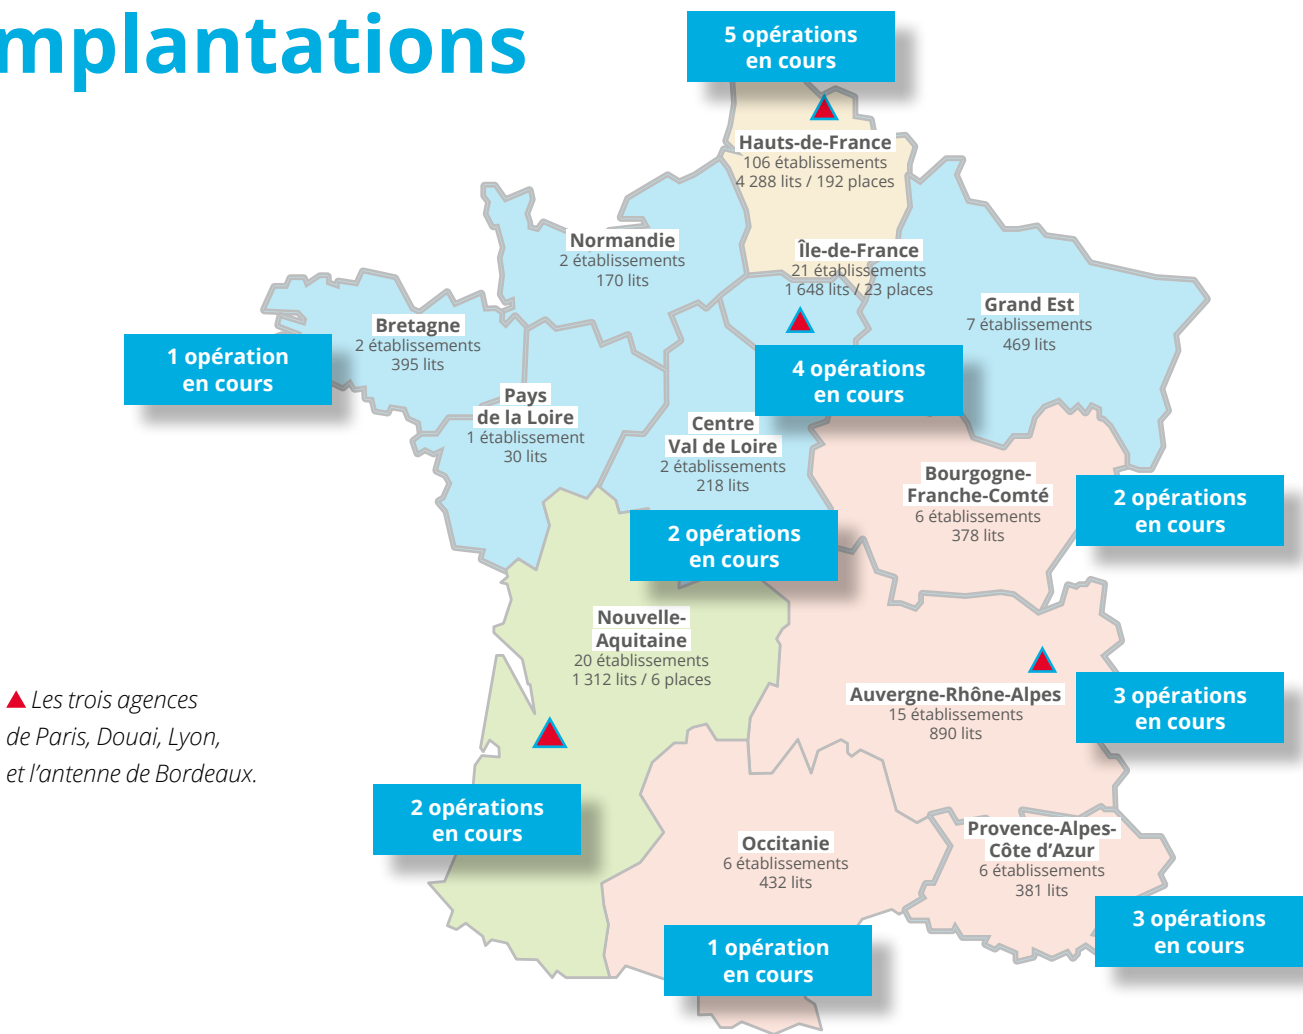 mplantations
5 opérations
en cours
Hauts-de-France
106 établissements
4 288 lits / 192 places
Normandie
2 établissements
170 lits
Île-de-France
21 établissements
1 648 lits / 23 places
Grand Est
7 établissements
469 lits
Bretagne
2 établissements
395 lits
1 opération
en cours
4 opérations
en cours
Pays
de la Loire
1 établissement
30 lits
Centre
Val de Loire
2 établissements
218 lits
Bourgogne-
Franche-Comté
6 établissements
378 lits
2 opérations
en cours
2 opérations
en cours
Nouvelle-
Aquitaine
20 établissements
1 312 lits / 6 places
Auvergne-Rhône-Alpes
15 établissements
890 lits
3 opérations
en cours
Les trois agences
de Paris, Douai, Lyon,
et l’antenne de Bordeaux.
2 opérations
en cours
Occitanie
6 établissements
432 lits
Provence-Alpes-
Côte d’Azur
6 établissements
381 lits
3 opérations
en cours
1 opération
en cours